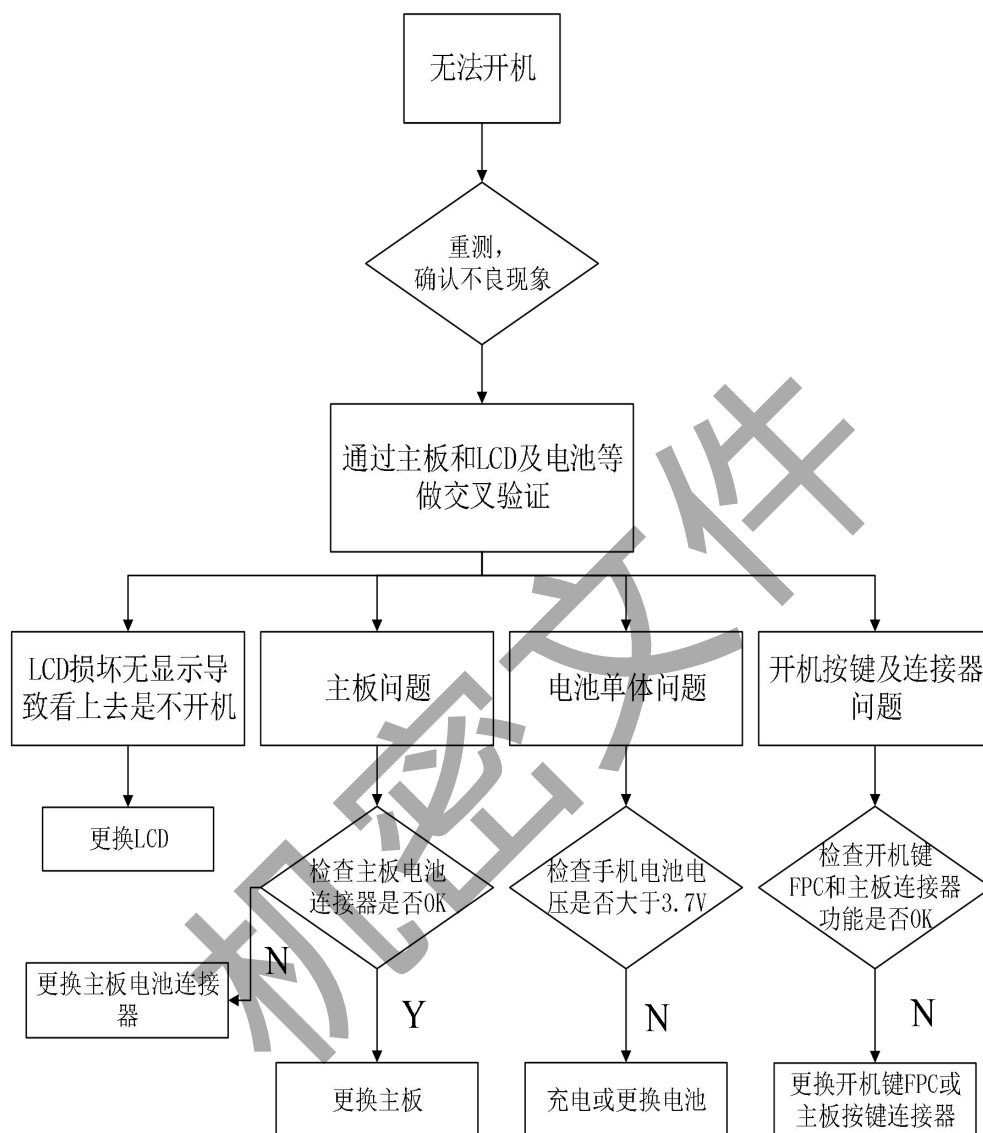 无法开机
重测，
确认不良现象
通过主板和LCD及电池等
做交叉验证
LCD损坏无显示导
致看上去是不开机
主板问题
电池单体问题
开机按键及连接器
问题
更换LCD
检查主板电池
连接器是否OK
检查手机电池电
压是否大于3.7V
检查开机键
FPC和主板连接器
功能是否OK
N
更换主板电池连接
器
Y
N
N
更换主板
充电或更换电池
更换开机键FPC或
主板按键连接器
机密文件